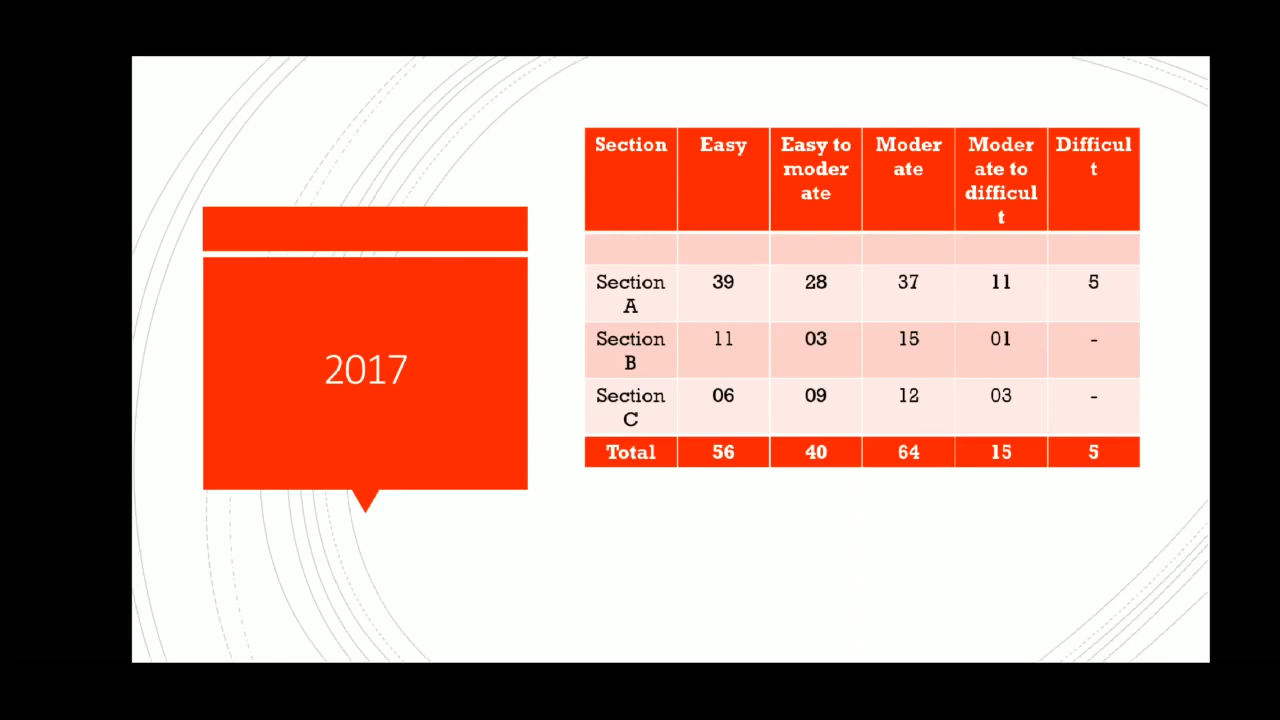 2017
Section Easy Easy to moder ate Moder ate Moder ate to difficul t Difficul t
Section A 39 28 37 11 5
Section B 11 03 15 01 -
Section C 06 09 12 03 -
Total 56 40 64 15 5